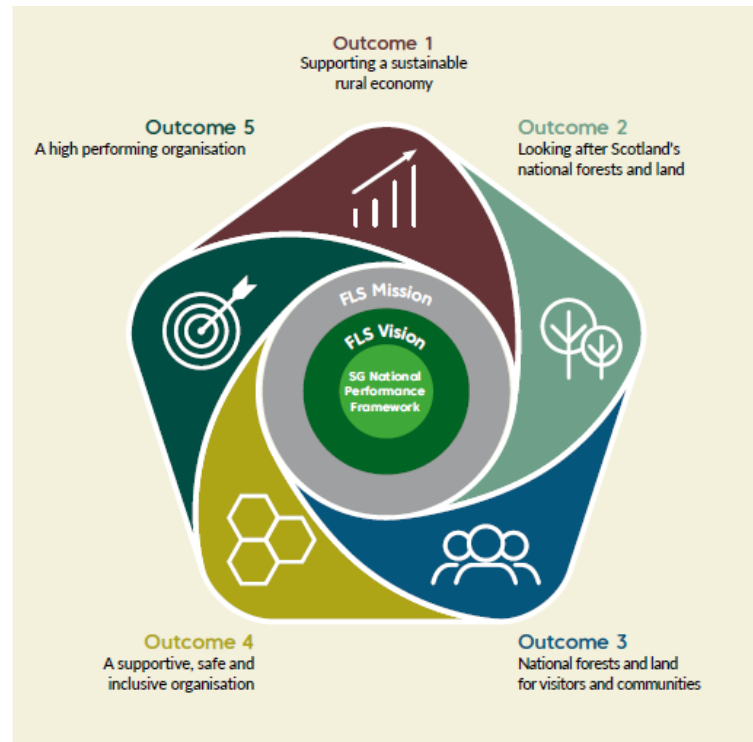 Outcome 1
Supporting a sustainable
rural economy
Outcome 5
A high performing organisation
Outcome 2
Looking after Scotland's
national forests and land
FLS Mission
FLS Vision
SG National
Performance
Framework
Outcome 4
A supportive, safe and
inclusive organisation
Outcome 3
National forests and land
for visitors and communities